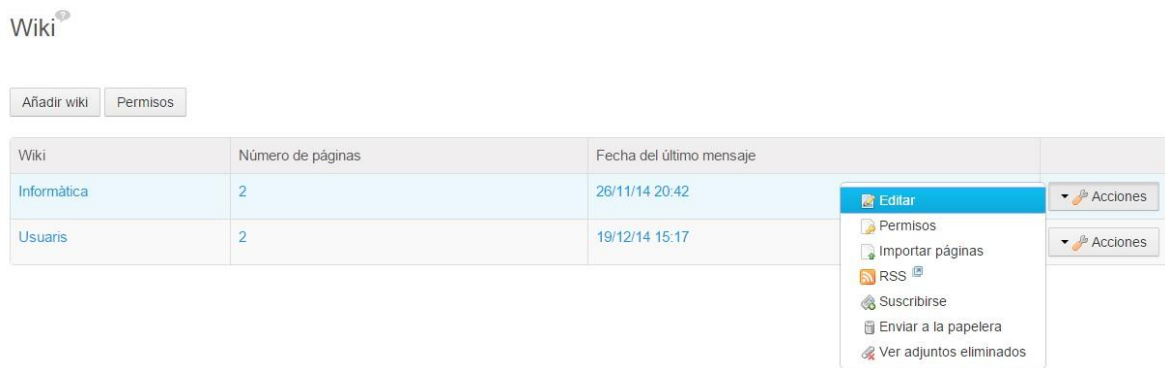 Wiki ?
Añadir wiki Permisos
Wiki Número de páginas Fecha del último mensaje
Informàtica 2 26/11/14 20:42 Acciones
Usuaris 2 19/12/14 15:17 Acciones
Editar
Permisos
Importar páginas
RSS
Suscribirse
Enviar a la papelera
Ver adjuntos eliminados